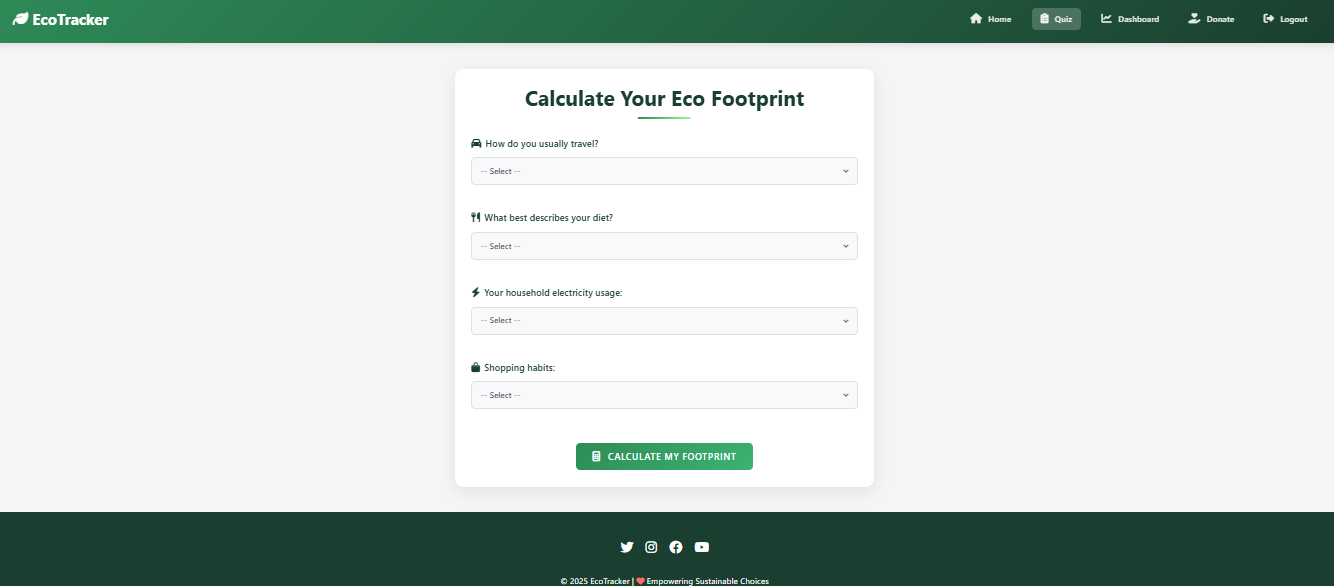 EcoTracker
Home Quiz Dashboard Donate Logout
Calculate Your Eco Footprint
How do you usually travel?
-- Select --
What best describes your diet?
-- Select --
Your household electricity usage:
-- Select --
Shopping habits:
-- Select --
CALCULATE MY FOOTPRINT
© 2025 EcoTracker | ❤ Empowering Sustainable Choices